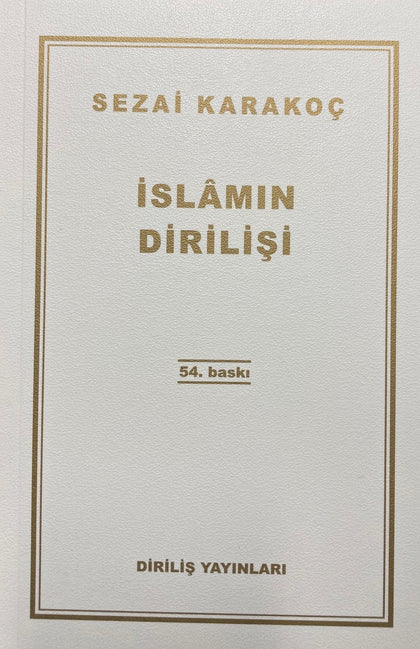 SEZAİ KARAKOÇ
İSLÂMIN
DİRİLİŞİ
54. baskı
DİRİLİŞ YAYINLARI